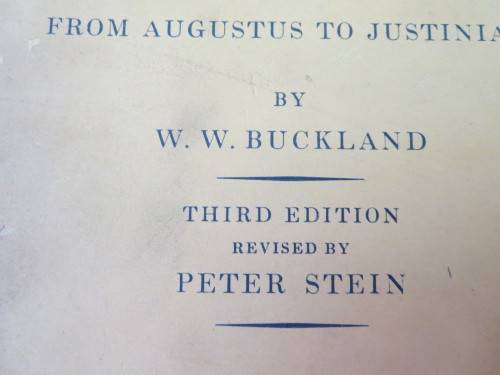 FROM AUGUSTUS TO JUSTINIA
BY
W. W. BUCKLAND
THIRD EDITION
REVISED BY
PETER STEIN